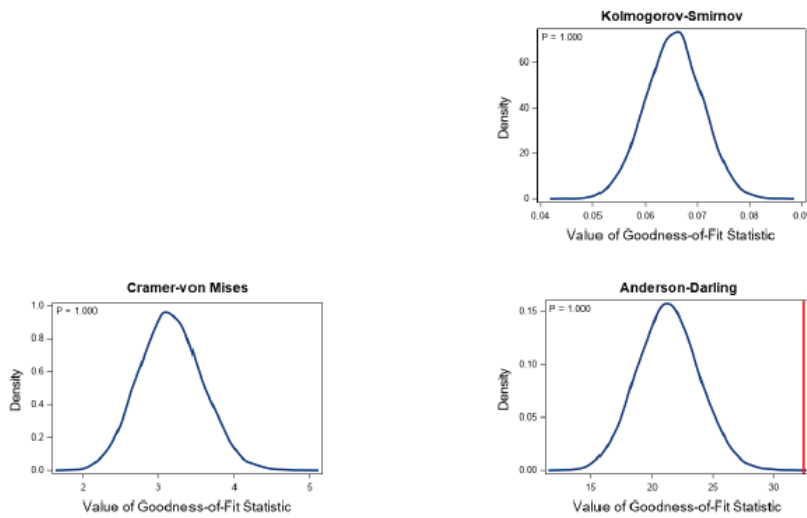 Kolmogorov-Smirnov
P = 1.000
60
40
20
0
Density
0.04 0.05 0.06 0.07 0.08 0.09
Value of Goodness-of-Fit Statistic
Cramer-von Mises
P = 1.000
1.0
0.8
0.6
0.4
0.2
0.0
Density
2 3 4 5
Value of Goodness-of-Fit Statistic
Anderson-Darling
P = 1.000
0.15
0.10
0.05
0.00
Density
15 20 25 30
Value of Goodness-of-Fit Statistic